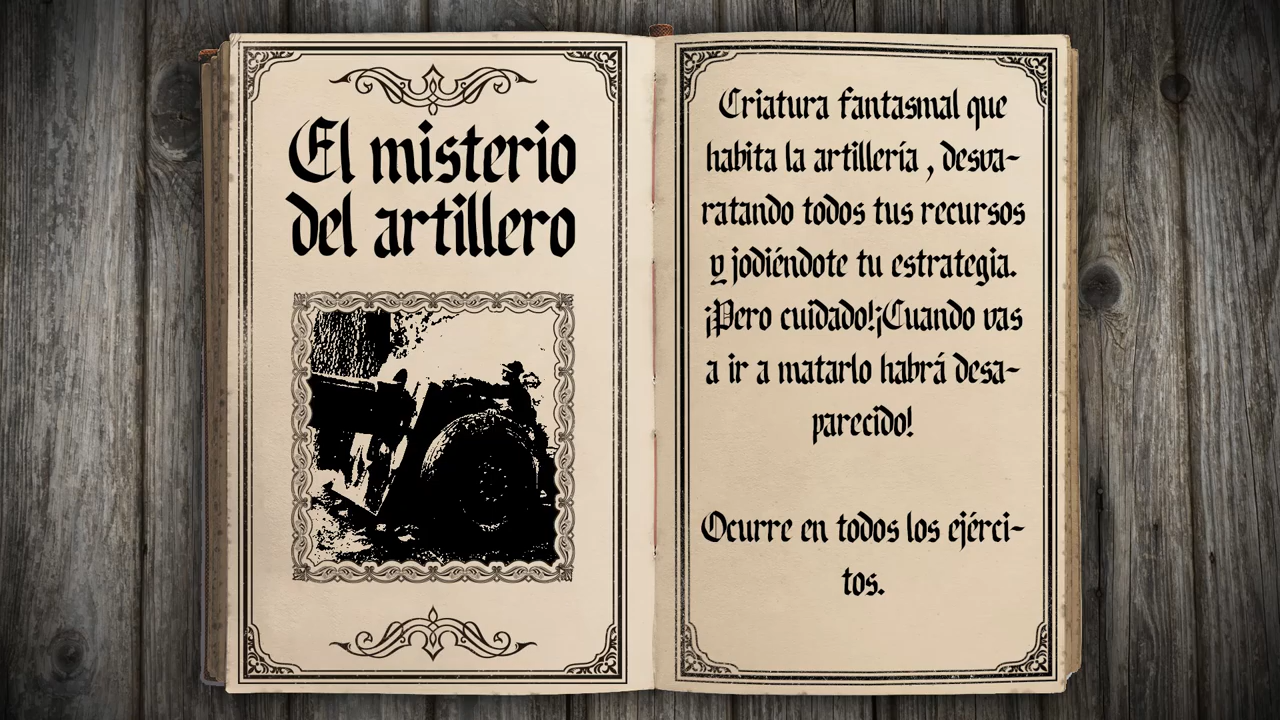 El misterio
del artillero
Criatura fantasmal que
habita la artillería , desva-
ratando todos tus recursos
y jodiéndote tu estrategia.
¡Pero cuidado!¡Cuando vas
a ir a matarlo habrá desa-
parecido!
Ocurre en todos los ejérci-
tos.